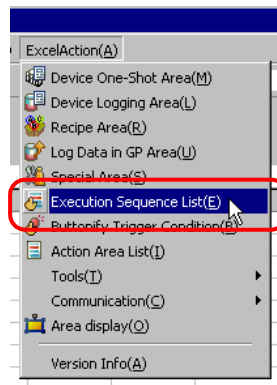 ExcelAction(A)
Device One-Shot Area(M)
Device Logging Area(L)
Recipe Area(R)
Log Data in GP Area(U)
Special Area(S)
Execution Sequence List(E)
Buttonify Trigger Condition(B)
Action Area List(I)
Tools(T)
Communication(C)
Area display(O)
Version Info(A)